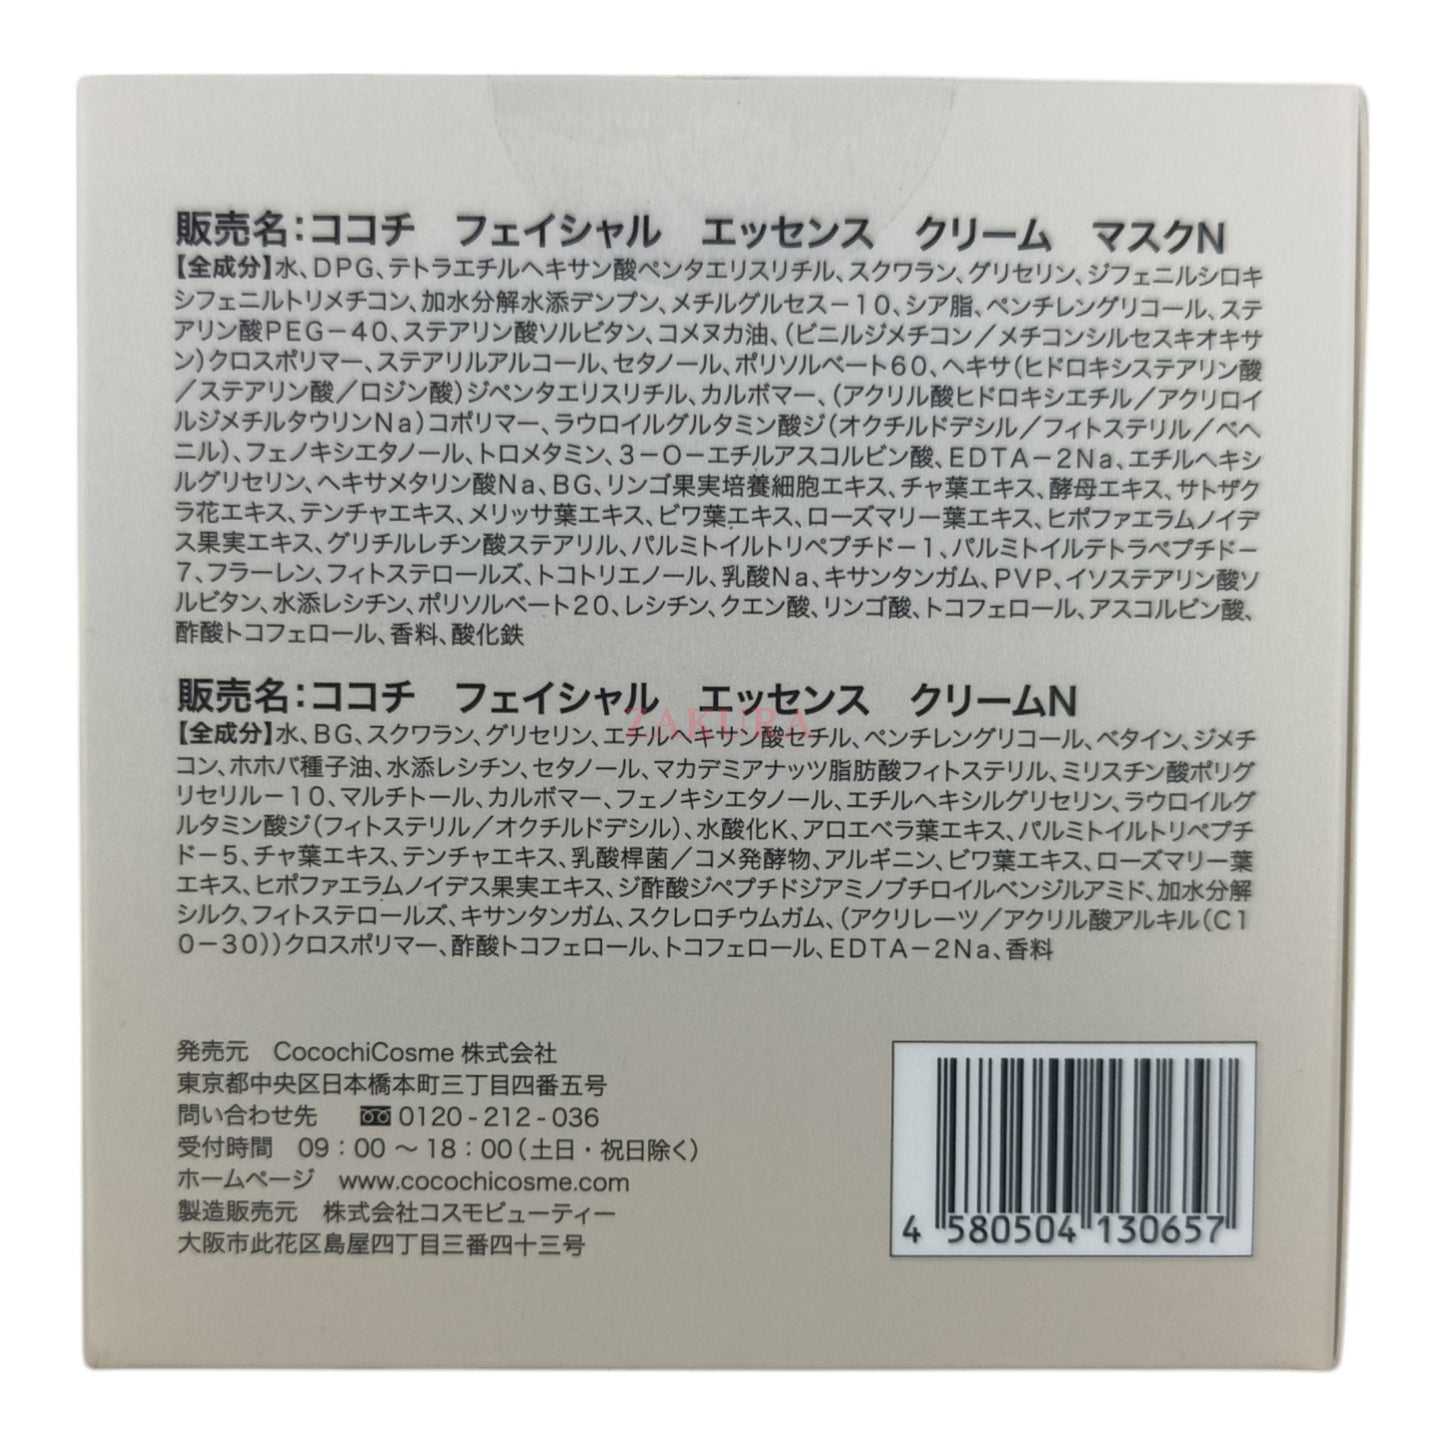 販売名:ココチ　フェイシャル　エッセンス　クリーム　マスクN
【全成分】水、DPG、テトラエチルヘキサン酸ペンタエリスリチル、スクワラン、グリセリン、ジフェニルシロキ
シフェニルトリメチコン、加水分解水添デンプン、メチルグルセスー10、シア脂、ペンチレングリコール、ステ
アリン酸PEG－40、ステアリン酸ソルビタン、コメヌカ油、(ビニルジメチコン／メチコンシルセスキオキサ
ン)クロスポリマー、ステアリルアルコール、セタノール、ポリソルベート60、ヘキサ(ヒドロキシステアリン酸
／ステアリン酸／ロジン酸)ジペンタエリスリチル、カルボマー、(アクリル酸ヒドロキシエチル／アクリロイ
ルジメチルタウリンNa)コポリマー、ラウロイルグルタミン酸ジ(オクチルドデシル／フィトステリル／ベヘ
ニル)、フェノキシエタノール、トロメタミン、3－O－エチルアスコルビン酸、EDTA－2Na、エチルヘキシ
ルグリセリン、ヘキサメタリン酸Na、BG、リンゴ果実培養細胞エキス、チャ葉エキス、酵母エキス、サトザク
ラ花エキス、テンチャエキス、メリッサ葉エキス、ビワ葉エキス、ローズマリー葉エキス、ヒポファエラムノイデ
ス果実エキス、グリチルレチン酸ステアリル、パルミトイルトリペプチドー1、パルミトイルテトラペプチドー
7、フラーレン、フィトステロールズ、トコトリエノール、乳酸Na、キサンタンガム、PVP、イソステアリン酸ソ
ルビタン、水添レシチン、ポリソルベート20、レシチン、クエン酸、リンゴ酸、トコフェロール、アスコルビン酸、
酢酸トコフェロール、香料、酸化鉄
販売名:ココチ　フェイシャル　エッセンス　クリームN
ZAKURA
【全成分】水、BG、スクワラン、グリセリン、エチルヘキサン酸セチル、ペンチレングリコール、ベタイン、ジメチ
コン、ホホバ種子油、水添レシチン、セタノール、マカデミアナッツ脂肪酸フィトステリル、ミリスチン酸ポリグ
リセリルー10、マルチトール、カルボマー、フェノキシエタノール、エチルヘキシルグリセリン、ラウロイルグ
ルタミン酸ジ(フィトステリル／オクチルドデシル)、水酸化K、アロエベラ葉エキス、パルミトイルトリペプチ
ドー5、チャ葉エキス、テンチャエキス、乳酸桿菌／コメ発酵物、アルギニン、ビワ葉エキス、ローズマリー葉
エキス、ヒポファエラムノイデス果実エキス、ジ酢酸ジペプチドジアミノブチロイルベンジルアミド、加水分解
シルク、フィトステロールズ、キサンタンガム、スクレロチウムガム、(アクリレーツ／アクリル酸アルキル(C1
0－30))クロスポリマー、酢酸トコフェロール、トコフェロール、EDTA－2Na、香料
発売元　CocochiCosme 株式会社
東京都中央区日本橋本町三丁目四番五号
問い合わせ先　0120-212-036
受付時間　09：00～18：00(土日・祝日除く)
ホームページ　www.cocochicosme.com
製造販売元　株式会社コスモビューティー
大阪市此花区島屋四丁目三番四十三号
4 580504 130657